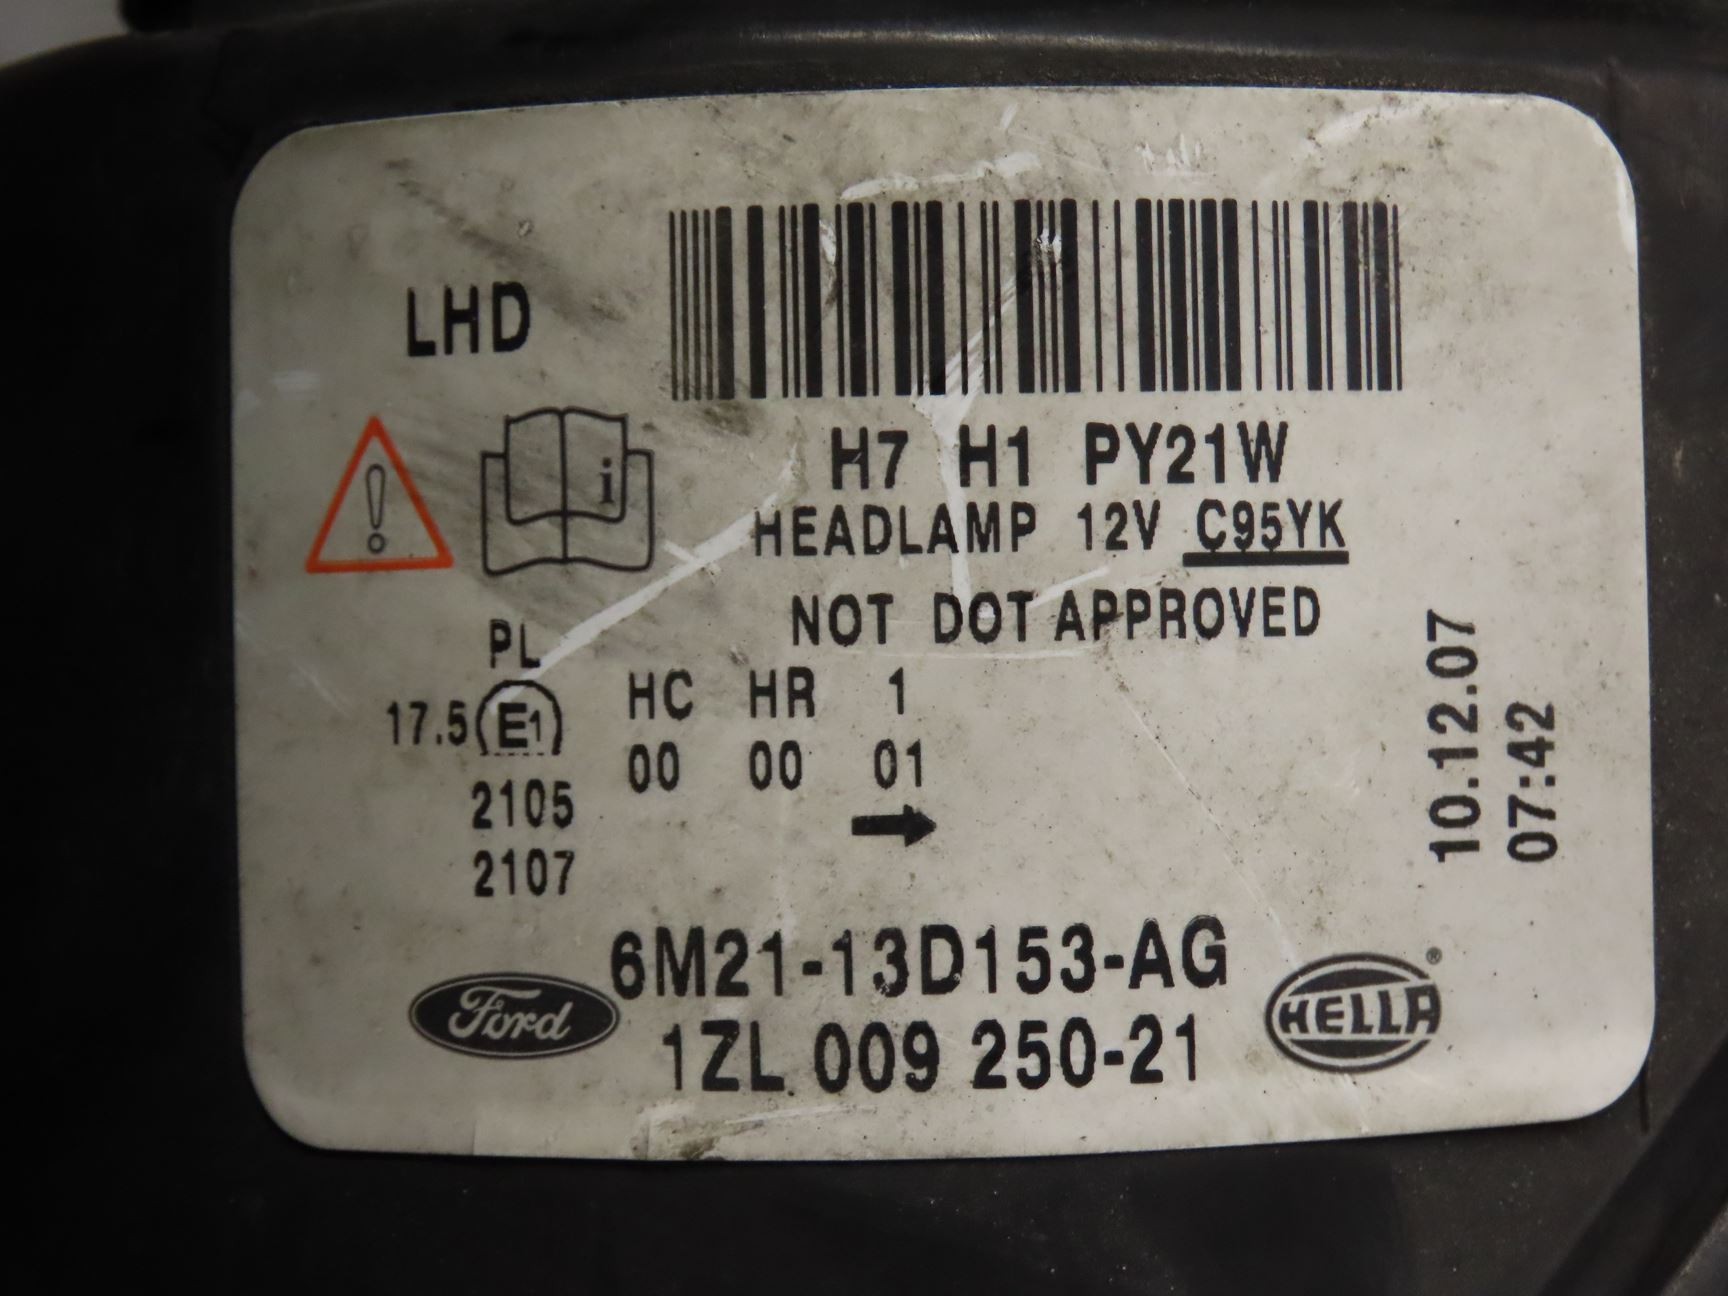 LHD
i
H7 H1 PY21W
HEADLAMP 12V C95YK
NOT DOT APPROVED
PL
17.5 E1
HC HR 1
00 00 01
2105
2107
10.12.07
07:42
6M21-13D153-AG
Ford
1ZL 009 250-21
HELLA®